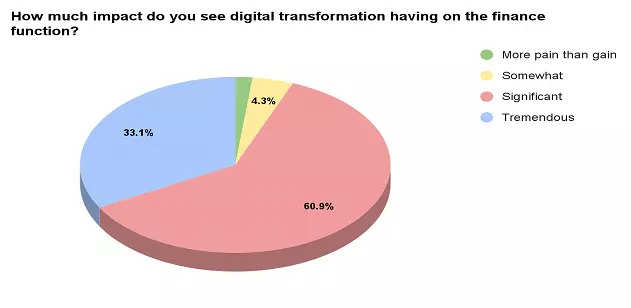 How much impact do you see digital transformation having on the finance
function?
More pain than gain
Somewhat
Significant
Tremendous
4.3%
33.1%
60.9%